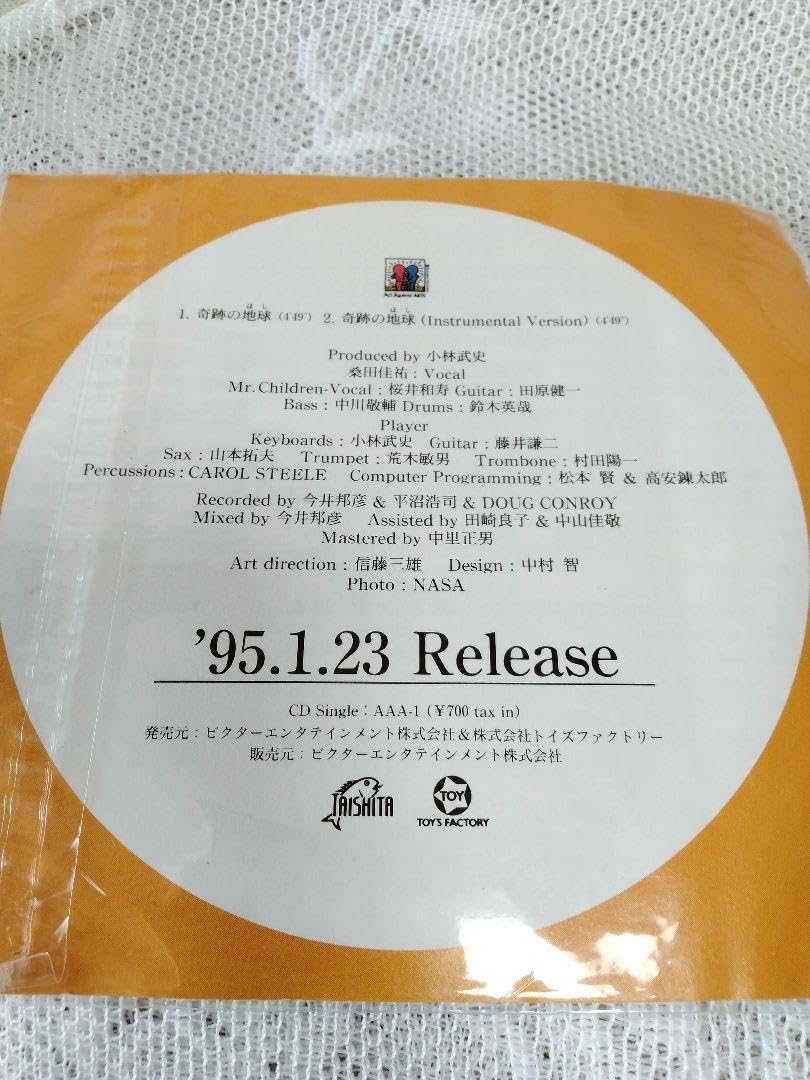 Act Against AIDS
1. 奇跡の地球 (4'49") 2. 奇跡の地球 (Instrumental Version) (4'49")
ほし ほし
Produced by 小林武史
桑田佳祐 : Vocal
Mr.Children-Vocal : 桜井和寿 Guitar : 田原健一
Bass : 中川敬輔 Drums : 鈴木英哉
Player
Keyboards : 小林武史 Guitar : 藤井謙二
Sax : 山本拓夫 Trumpet : 荒木敏男 Trombone : 村田陽一
Percussions : CAROL STEELE Computer Programming : 松本 賢 & 高安錬太郎
Recorded by 今井邦彦 & 平沼浩司 & DOUG CONROY
Mixed by 今井邦彦 Assisted by 田崎良子 & 中山佳敬
Mastered by 中里正男
Art direction : 信藤三雄 Design : 中村 智
Photo : NASA
'95.1.23 Release
CD Single : AAA-1 (¥700 tax in)
発売元 : ビクターエンタテインメント株式会社&株式会社トイズファクトリー
販売元 : ビクターエンタテインメント株式会社
TAISHITA
TOY
TOY'S FACTORY